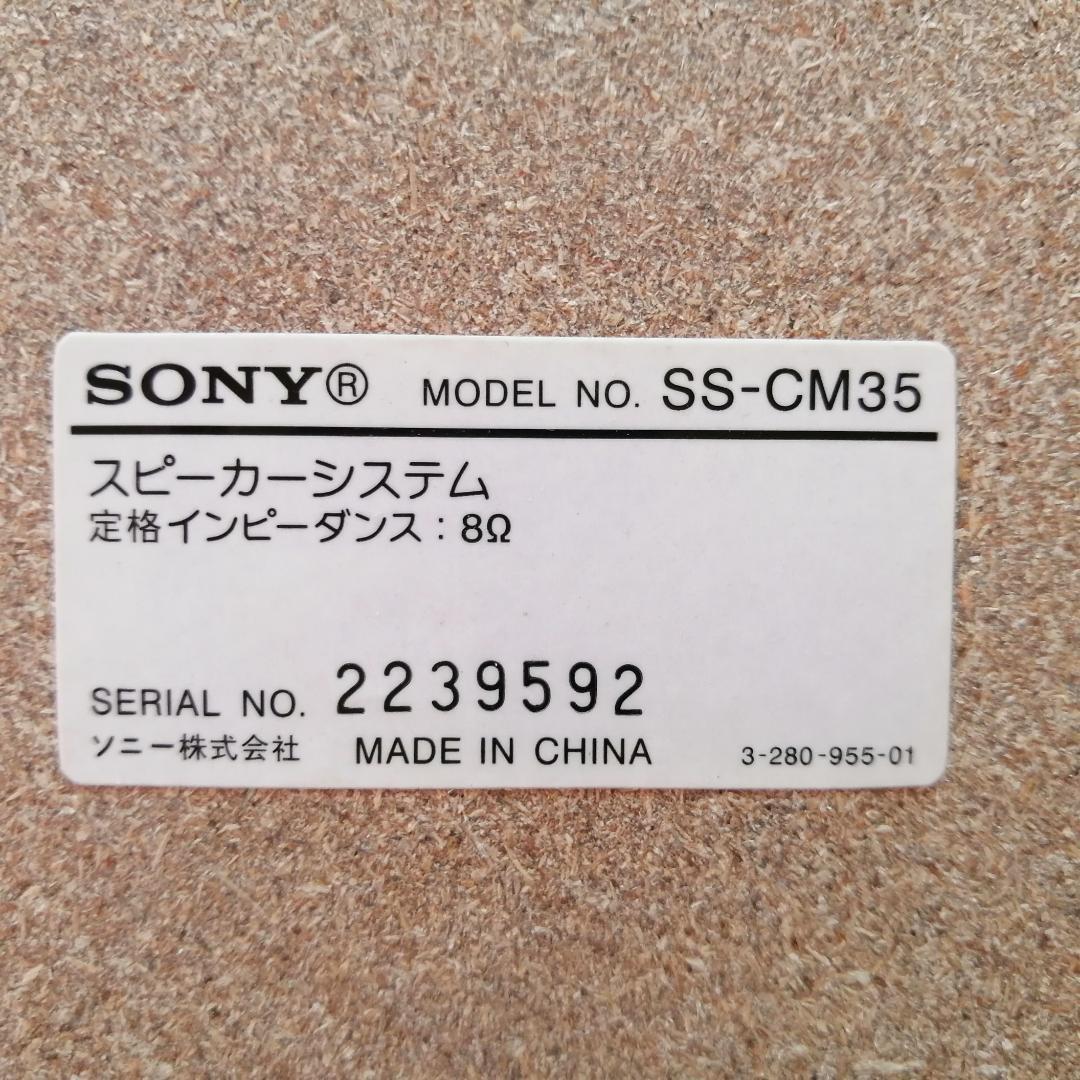 SONY® MODEL NO. SS-CM35
スピーカーシステム
定格インピーダンス：8Ω
SERIAL NO. 2239592
ソニー株式会社 MADE IN CHINA 3-280-955-01